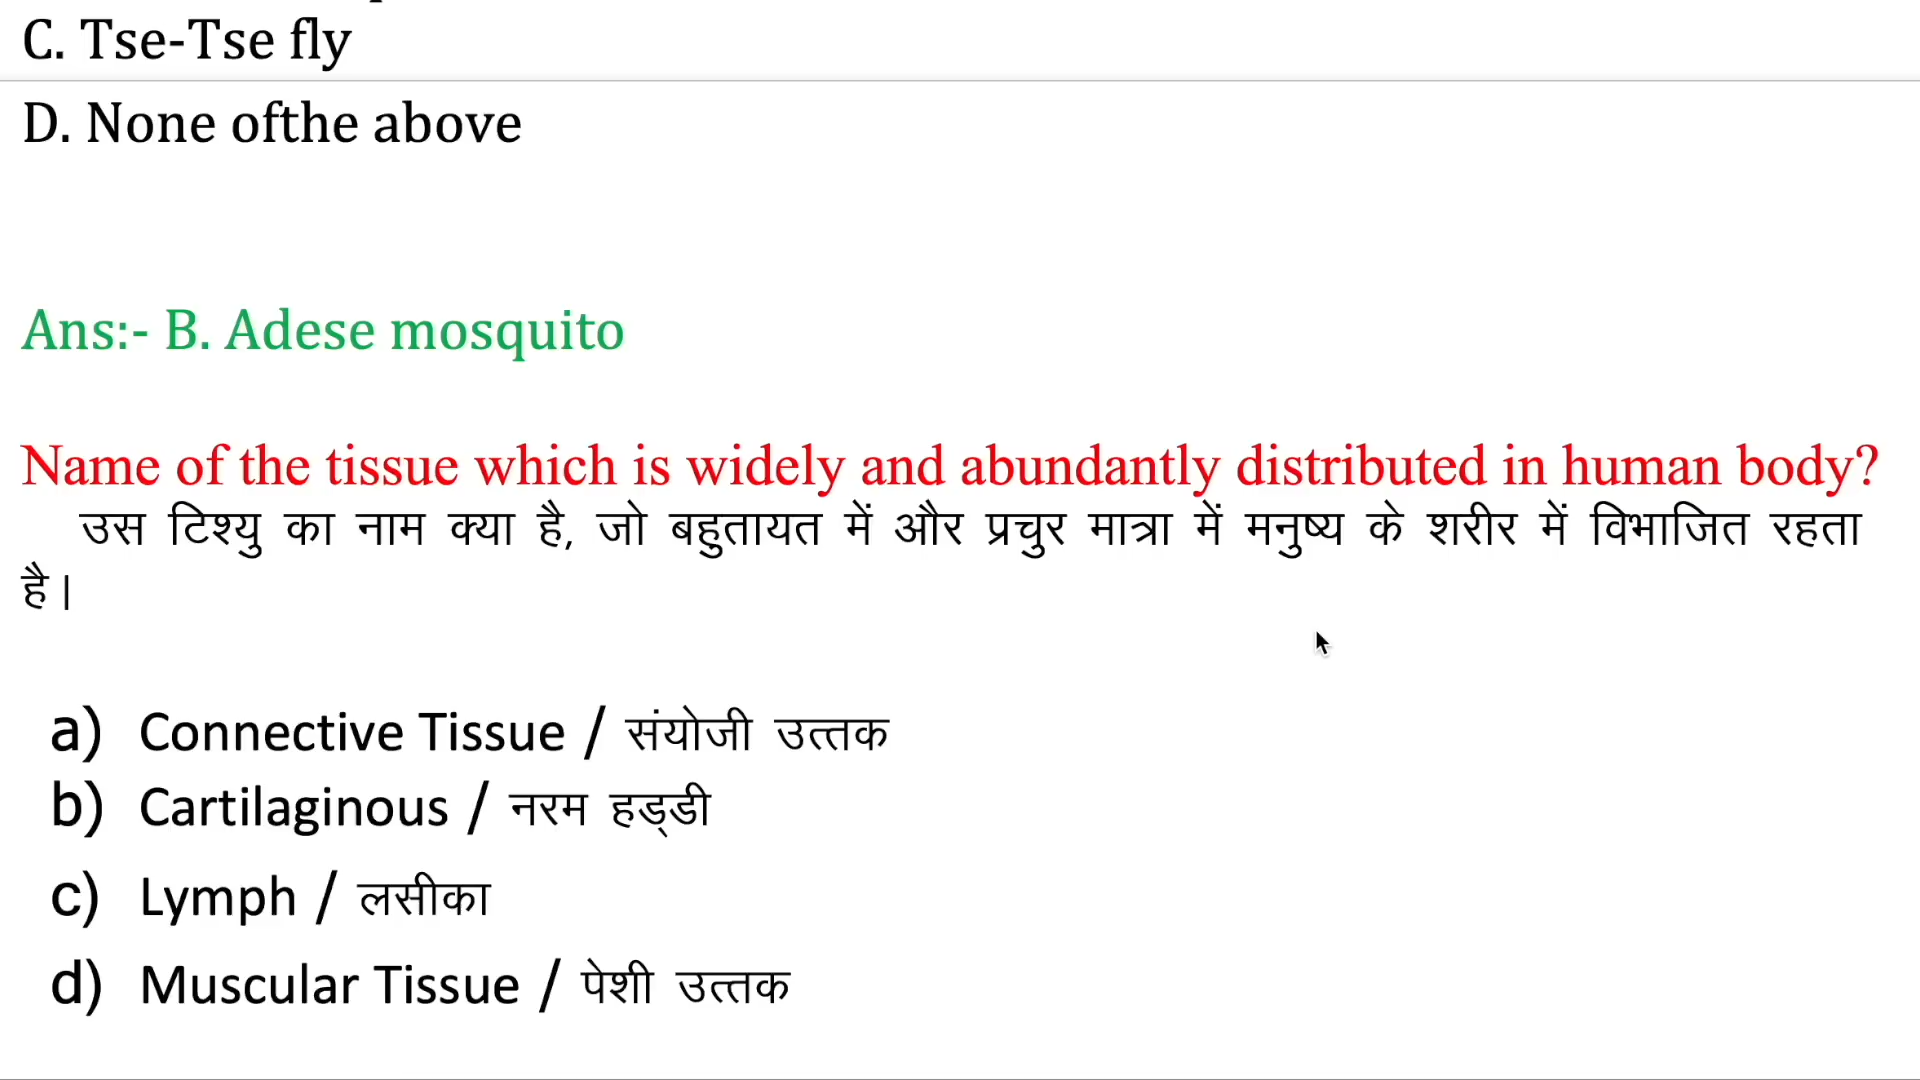 C. Tse-Tse fly
D. None ofthe above
Ans:- B. Adese mosquito
Name of the tissue which is widely and abundantly distributed in human body?
उस टिश्यु का नाम क्या है, जो बहुतायत में और प्रचुर मात्रा में मनुष्य के शरीर में विभाजित रहता
है।
a) Connective Tissue / संयोजी उत्तक
b) Cartilaginous / नरम हड्डी
c) Lymph / लसीका
d) Muscular Tissue / पेशी उत्तक